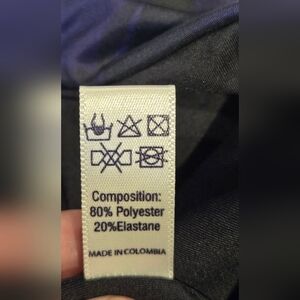 Composition:
80% Polyester
20%Elastane
MADE IN COLOMBIA